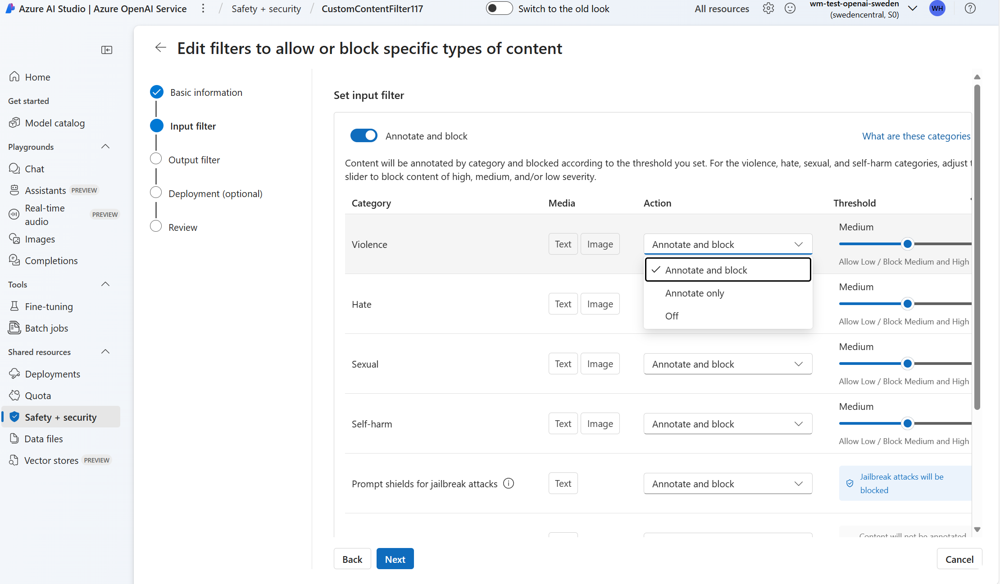 Azure AI Studio | Azure OpenAI Service / Safety + security / CustomContentFilter117
Switch to the old look
All resources
wm-test-openai-sweden
(swedencentral, S0)
WH
Edit filters to allow or block specific types of content
Home
Get started
Model catalog
Playgrounds
Chat
Assistants PREVIEW
Real-time
audio
PREVIEW
Images
Completions
Tools
Fine-tuning
Batch jobs
Shared resources
Deployments
Quota
Safety + security
Data files
Vector stores PREVIEW
Basic information
Input filter
Output filter
Deployment (optional)
Review
Set input filter
Annotate and block
What are these categories
Content will be annotated by category and blocked according to the threshold you set. For the violence, hate, sexual, and self-harm categories, adjust
slider to block content of high, medium, and/or low severity.
Category Media Action Threshold
Violence Text Image Annotate and block
Medium
Allow Low / Block Medium and High
Annotate and block
Annotate only
Off
Hate Text Image
Medium
Allow Low / Block Medium and High
Sexual Text Image Annotate and block
Medium
Allow Low / Block Medium and High
Self-harm Text Image Annotate and block
Medium
Allow Low / Block Medium and High
Prompt shields for jailbreak attacks Text Annotate and block
Jailbreak attacks will be
blocked
Content will not be annotated
Back
Next
Cancel